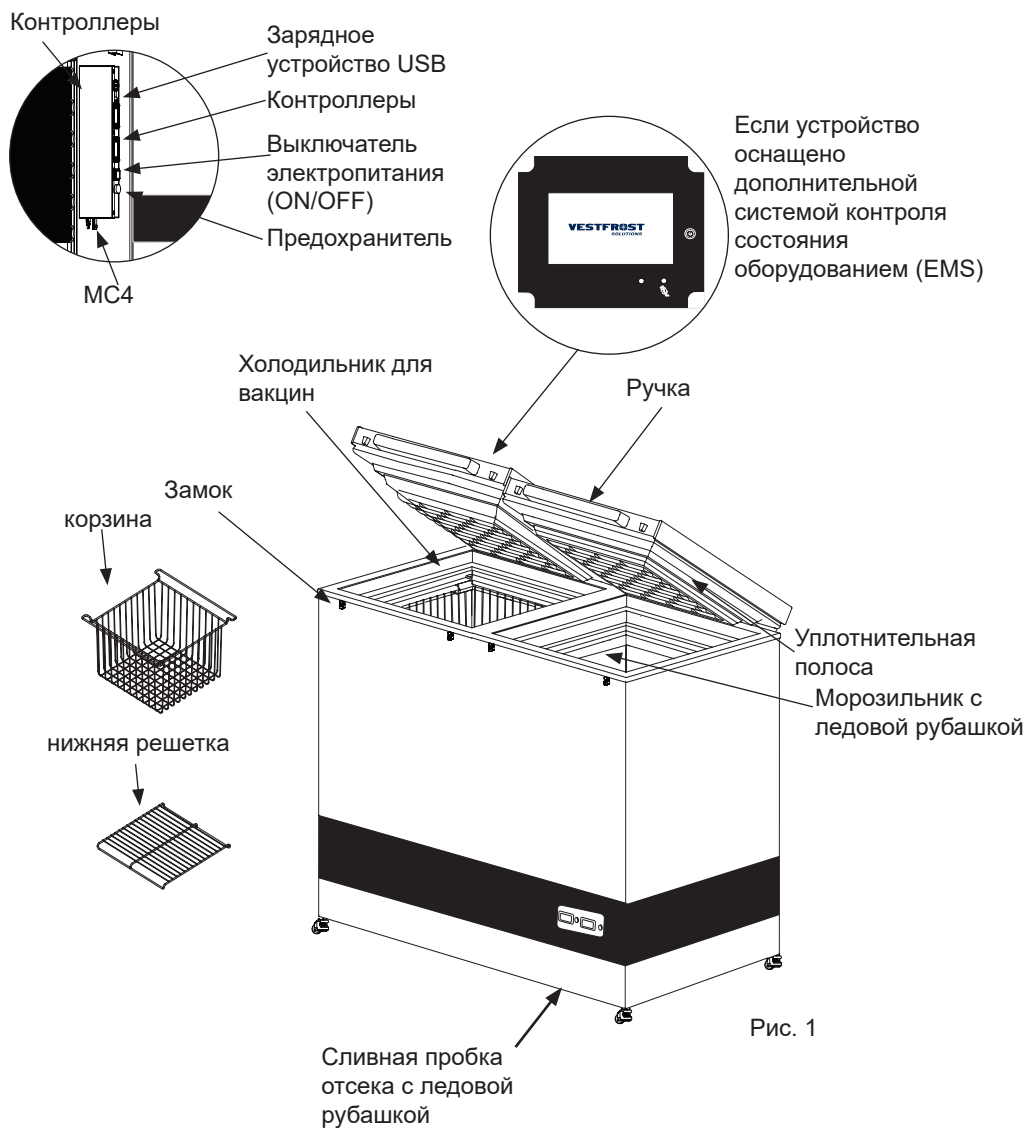 Контроллеры
Зарядное
устройство USB
Контроллеры
Выключатель
электропитания
(ON/OFF)
Предохранитель
MC4
Если устройство
оснащено
дополнительной
системой контроля
состояния
оборудованием (EMS)
VESTFROST
SOLUTIONS
Холодильник для
вакцин
Ручка
Замок
корзина
Уплотнительная
полоса
Морозильник с
ледовой рубашкой
нижняя решетка
Рис. 1
Сливная пробка
отсека с ледовой
рубашкой